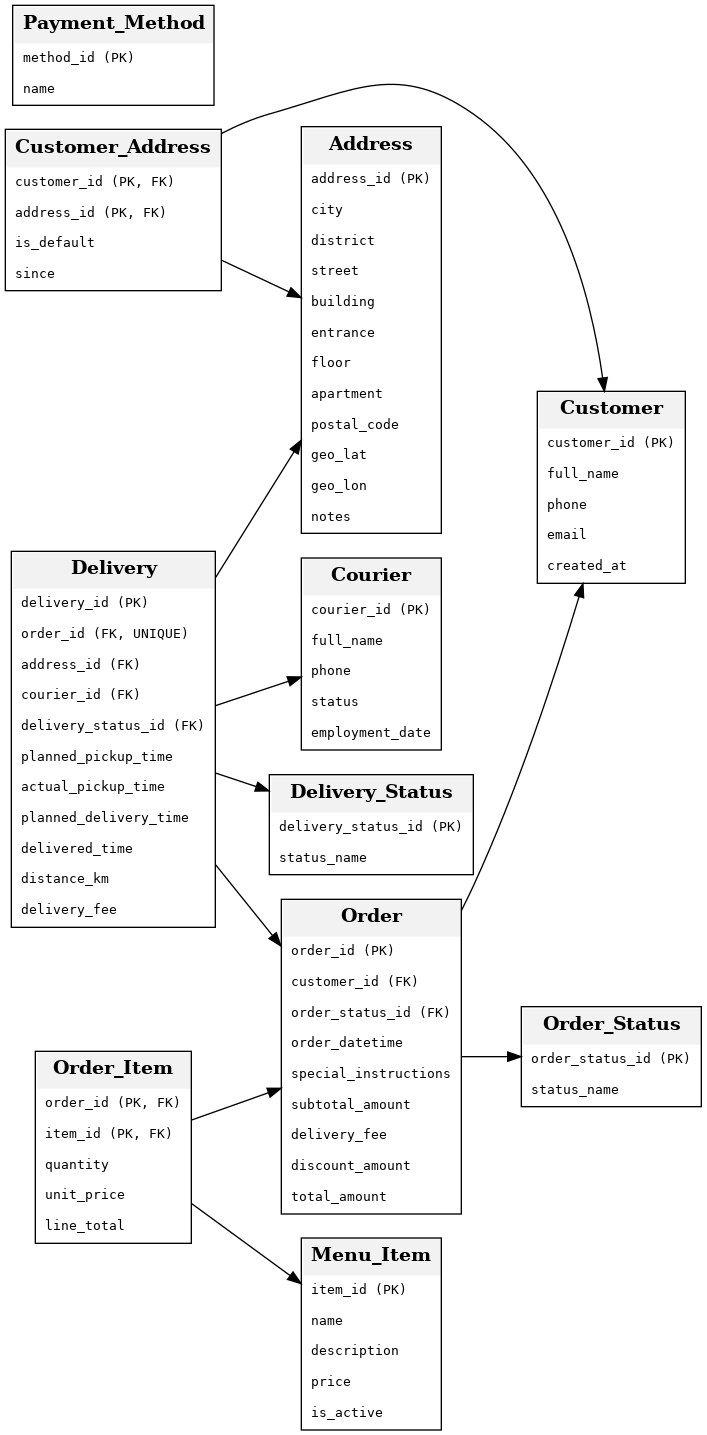 Payment_Method
method_id (PK)
name
Customer_Address
customer_id (PK, FK)
address_id (PK, FK)
is_default
since
Address
address_id (PK)
city
district
street
building
entrance
floor
apartment
postal_code
geo_lat
geo_lon
notes
Customer
customer_id (PK)
full_name
phone
email
created_at
Delivery
delivery_id (PK)
order_id (FK, UNIQUE)
address_id (FK)
courier_id (FK)
delivery_status_id (FK)
planned_pickup_time
actual_pickup_time
planned_delivery_time
delivered_time
distance_km
delivery_fee
Courier
courier_id (PK)
full_name
phone
status
employment_date
Delivery_Status
delivery_status_id (PK)
status_name
Order
order_id (PK)
customer_id (FK)
order_status_id (FK)
order_datetime
special_instructions
subtotal_amount
delivery_fee
discount_amount
total_amount
Order_Status
order_status_id (PK)
status_name
Order_Item
order_id (PK, FK)
item_id (PK, FK)
quantity
unit_price
line_total
Menu_Item
item_id (PK)
name
description
price
is_active